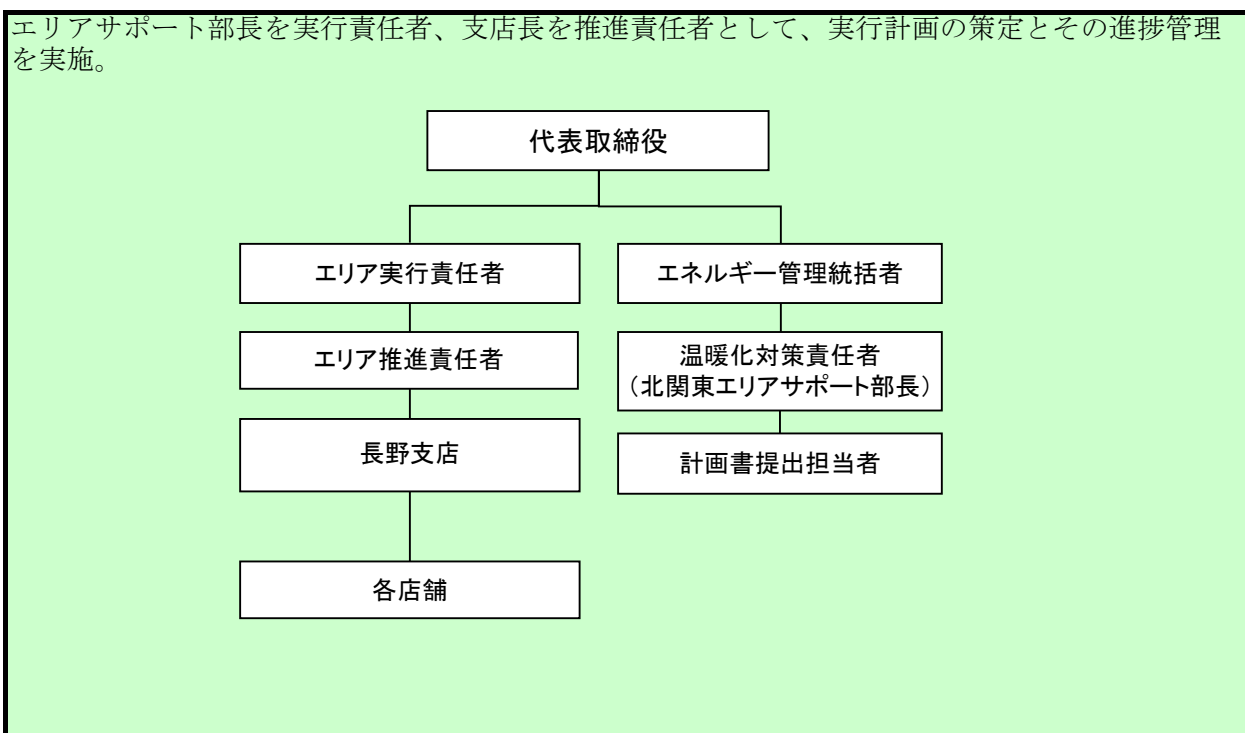 エリアサポート部長を実行責任者、支店長を推進責任者として、実行計画の策定とその進捗管理
を実施。
代表取締役
エリア実行責任者
エリア推進責任者
長野支店
各店舗
エネルギー管理統括者
温暖化対策責任者
（北関東エリアサポート部長）
計画書提出担当者